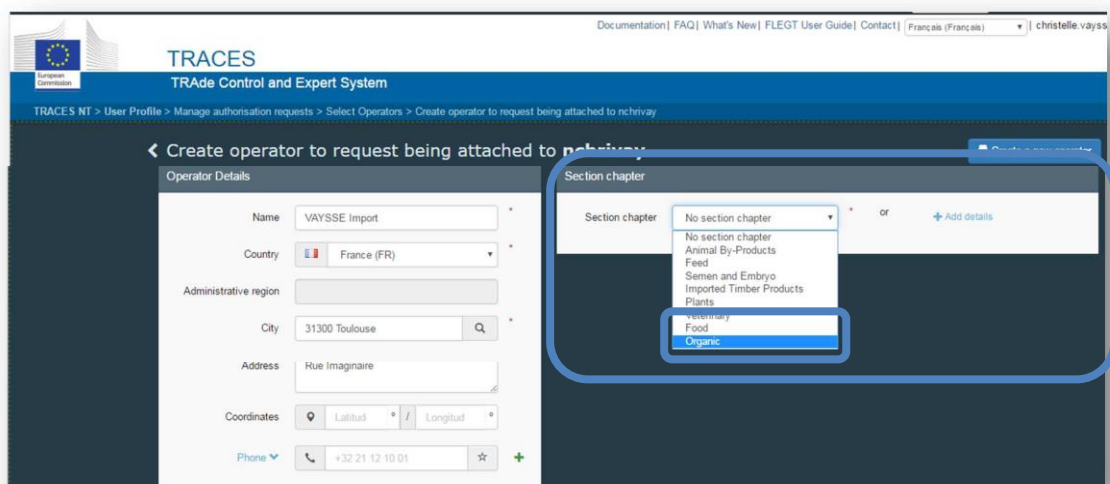 Documentation| FAQ| What's New| FLEGT User Guide| Contact| Français (Français) | christelle.vayss
European
Commission
TRACES
TRAde Control and Expert System
TRACES NT > User Profile > Manage authorisation requests > Select Operators > Create operator to request being attached to nchrivay
Create operator to request being attached to nchrivay
Create a new operator
Operator Details
Name VAYSSE Import *
Country France (FR) *
Administrative region
City 31300 Toulouse *
Address Rue Imaginaire
Coordinates Latitud ° / Longitud °
Phone +32 21 12 10 01
Section chapter
Section chapter No section chapter * or + Add details
No section chapter
Animal By-Products
Feed
Semen and Embryo
Imported Timber Products
Plants
Veterinary
Food
Organic